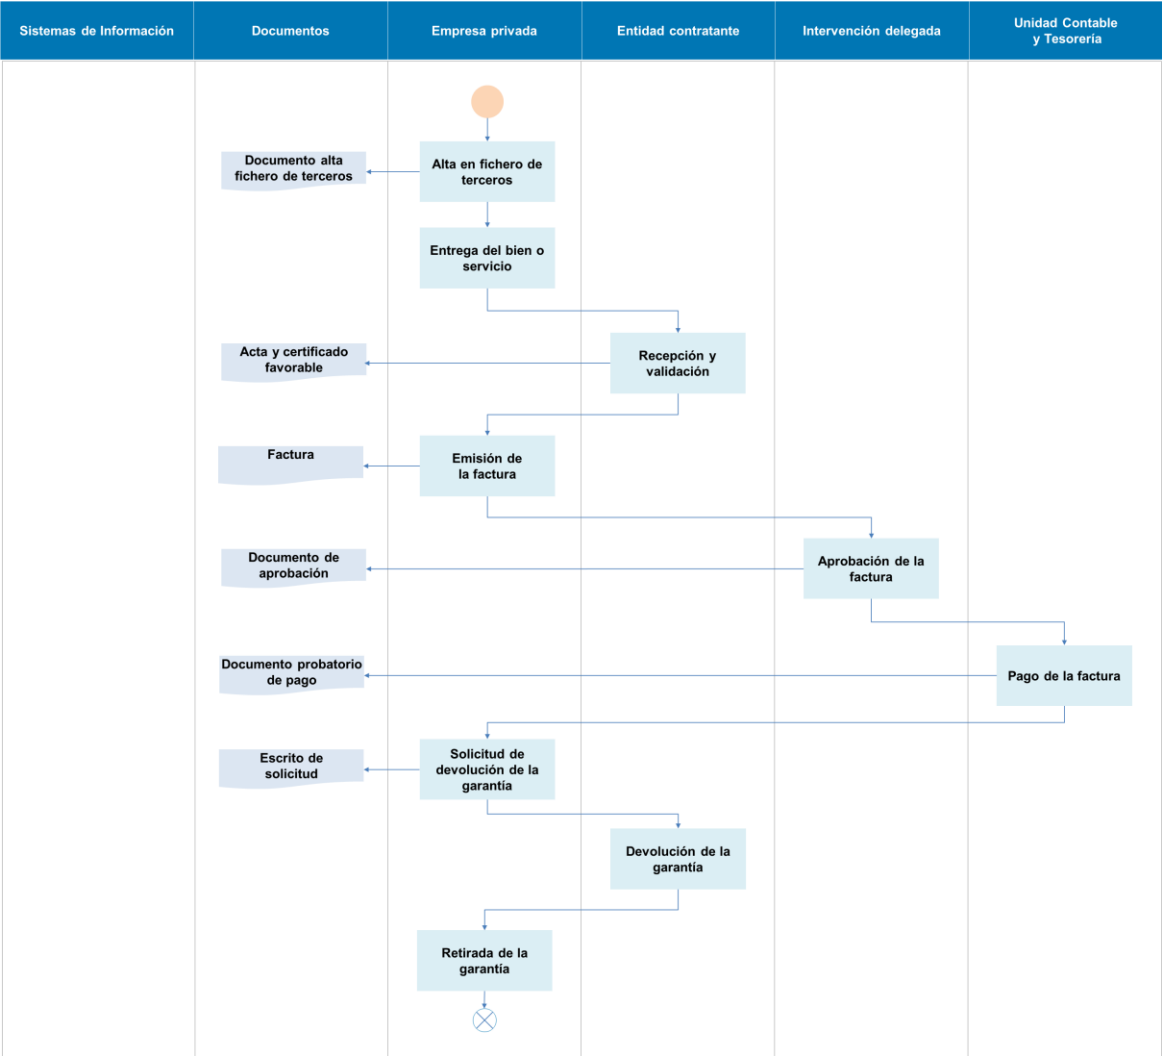 Sistemas de Información
Documentos
Empresa privada
Entidad contratante
Intervención delegada
Unidad Contable
y Tesorería
Documento alta
fichero de terceros
Alta en fichero de
terceros
Entrega del bien o
servicio
Acta y certificado
favorable
Recepción y
validación
Factura
Emisión de
la factura
Documento de
aprobación
Aprobación de la
factura
Documento probatorio
de pago
Pago de la factura
Escrito de
solicitud
Solicitud de
devolución de la
garantía
Devolución de la
garantía
Retirada de la
garantía